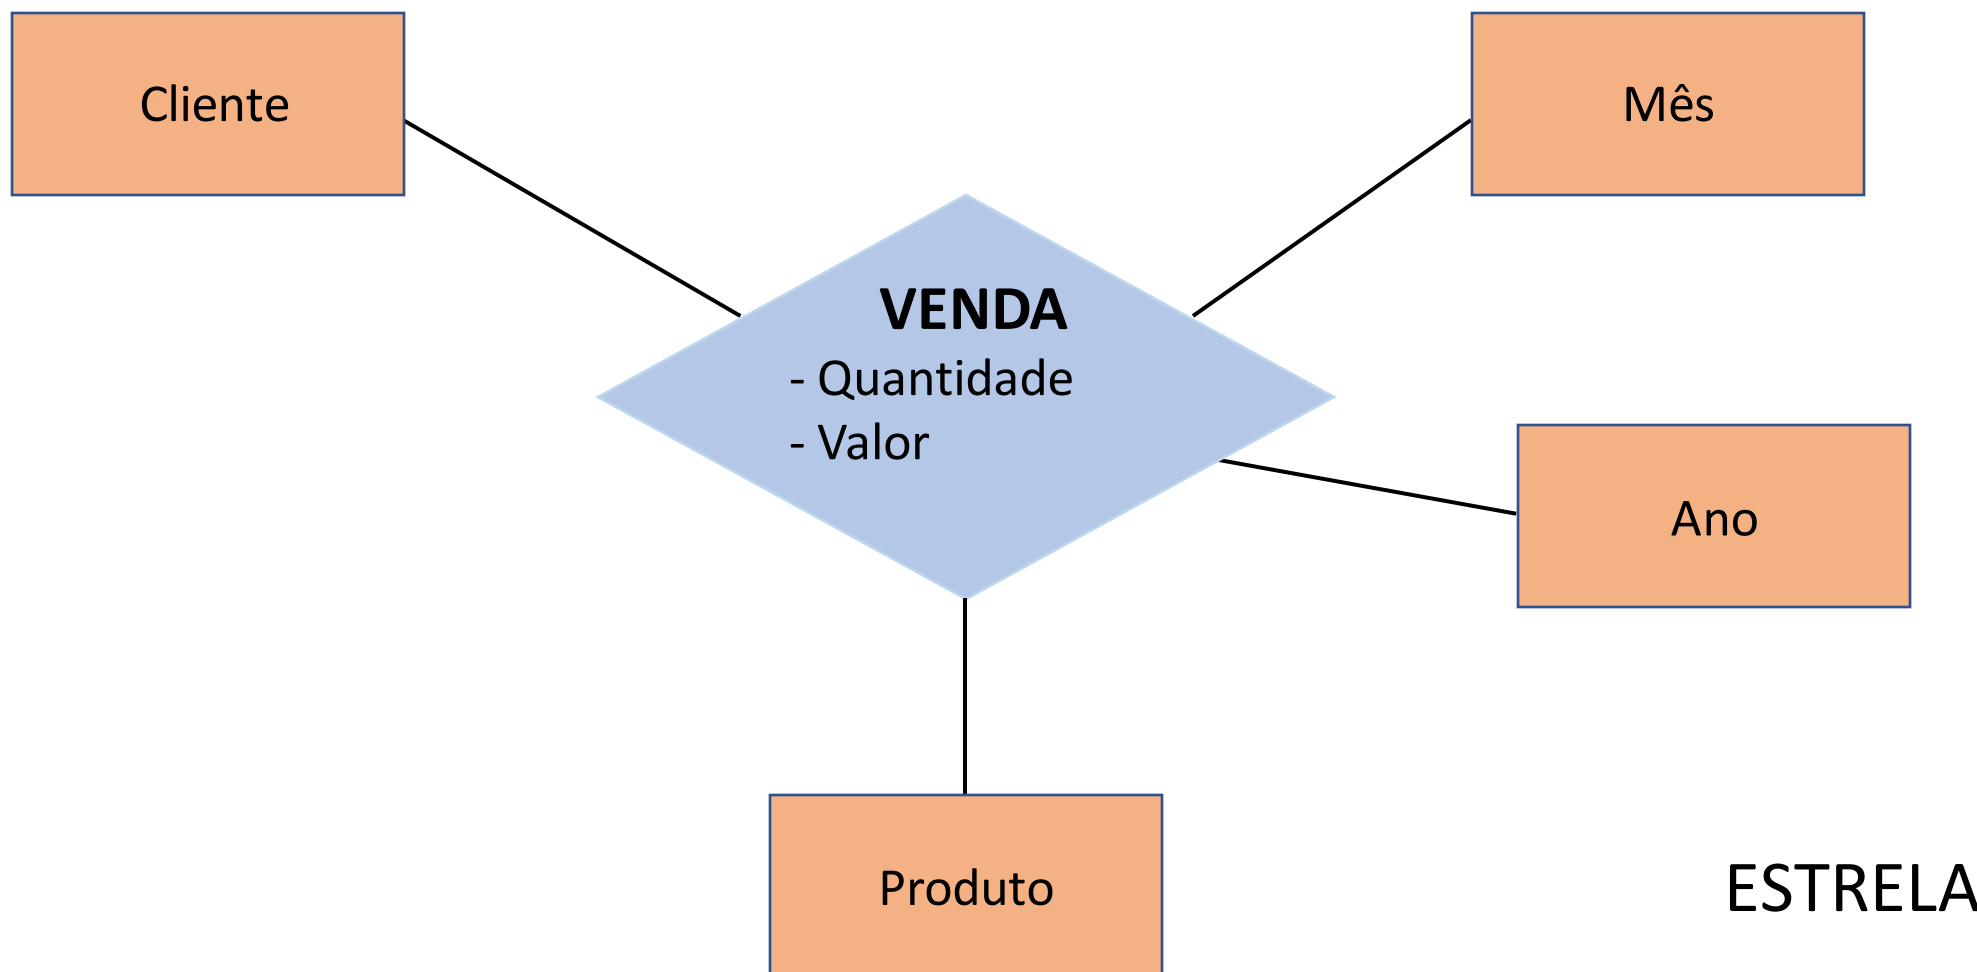 Cliente
Mês
VENDA
- Quantidade
- Valor
Ano
Produto
ESTRELA